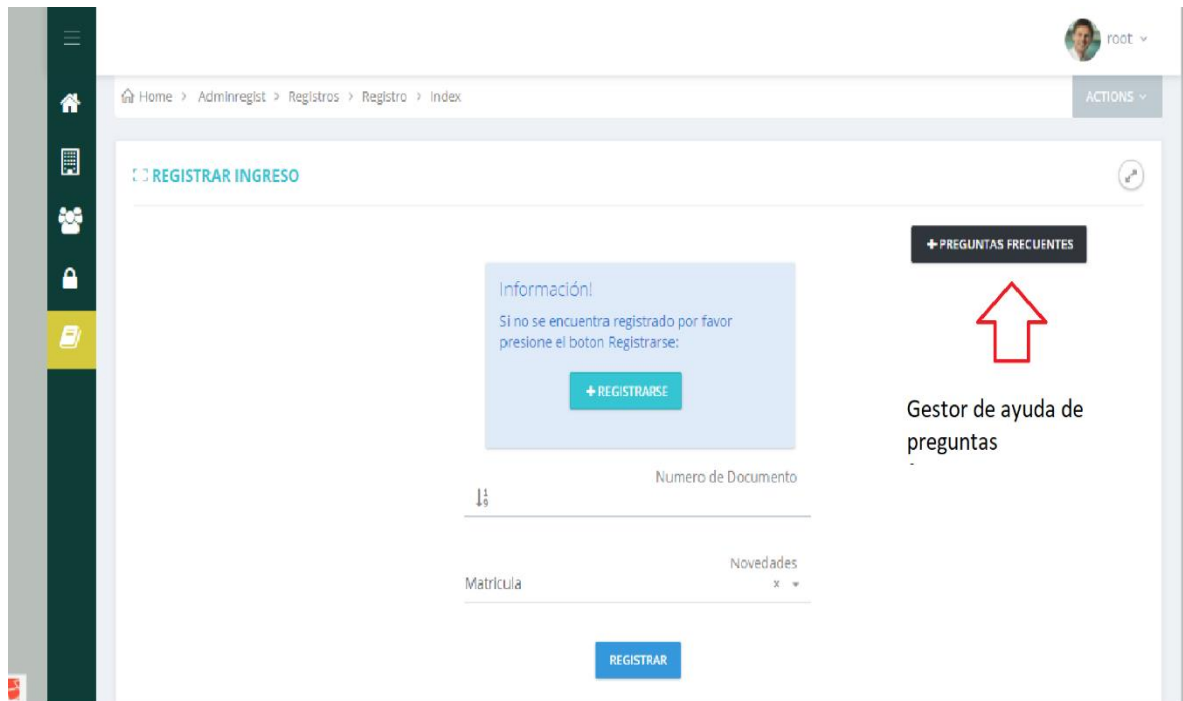 root
Home > Adminregist > Registros > Registro > Index
ACTIONS
REGISTRAR INGRESO
+ PREGUNTAS FRECUENTES
Información!
Si no se encuentra registrado por favor
presione el boton Registrarse:
+ REGISTRARSE
Gestor de ayuda de
preguntas
Numero de Documento
Novedades
Matricula
REGISTRAR